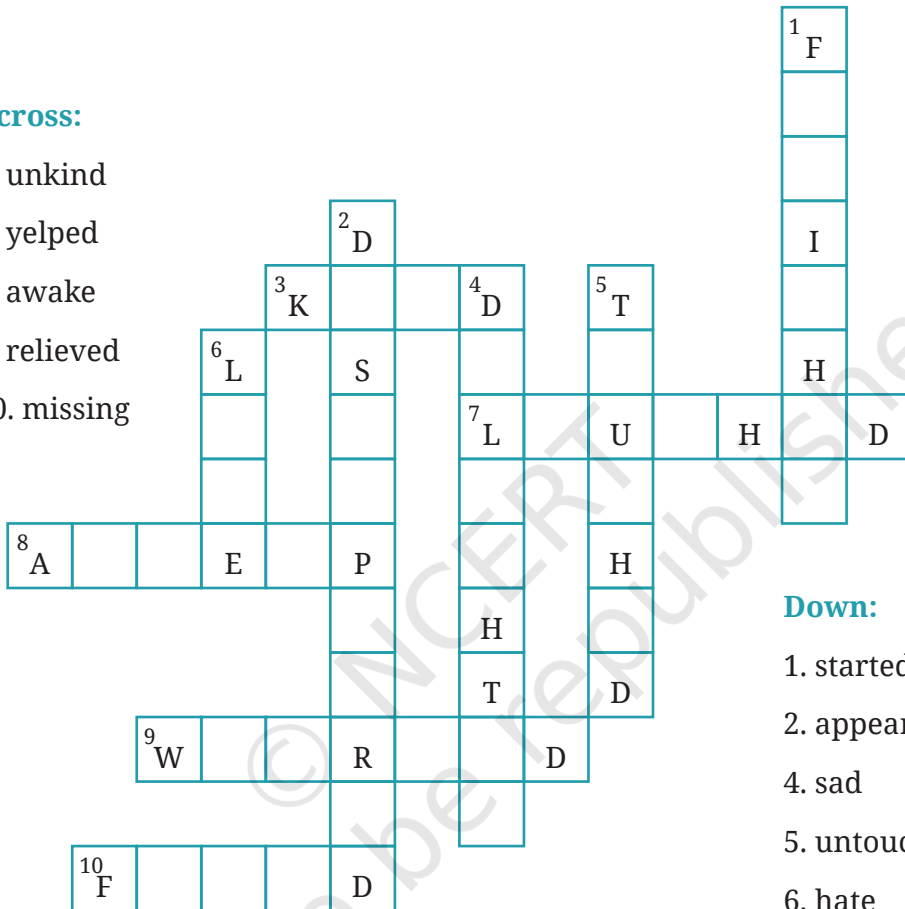 1 F
cross:
unkind
yelped
2 D
I
awake
3 K 4 D 5 T
relieved
6 L S H
0. missing
7 L U H D
8 A E P H
Down:
H
1. started
T D
2. appear
9 W R D
4. sad
5. untouc
10 F D
6. hate
© NCERT
be republishe